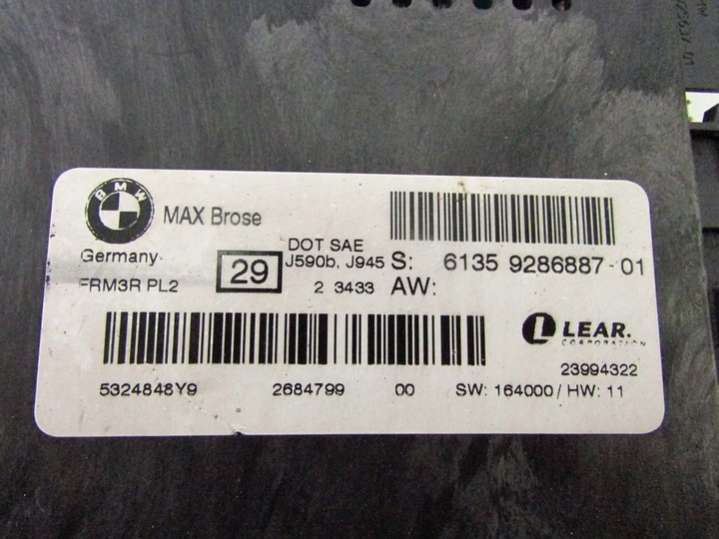 BMW
MAX Brose
Germany
FRM3R PL2
29
DOT SAE
J590b, J945
2 3433
S: 6135 9286887-01
AW:
LEAR.
CORPORATION
23994322
5324848Y9 2684799 00 SW: 164000 / HW: 11